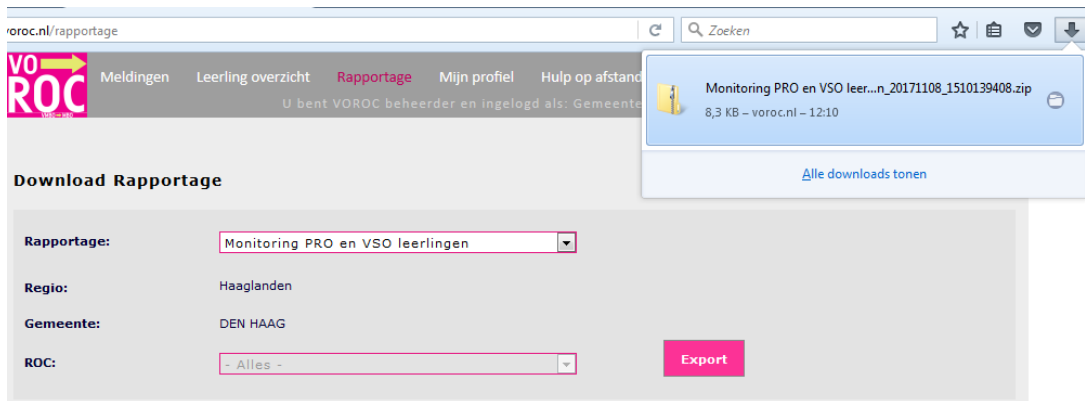 voroc.nl/rapportage
Zoeken
VO
ROC
VMBO MBO
Meldingen Leerling overzicht Rapportage Mijn profiel Hulp op afstand
U bent VOROC beheerder en ingelogd als: Gemeente
Monitoring PRO en VSO leer...n_20171108_1510139408.zip
8,3 KB – voroc.nl – 12:10
Alle downloads tonen
Download Rapportage
Rapportage: Monitoring PRO en VSO leerlingen
Regio: Haaglanden
Gemeente: DEN HAAG
ROC: - Alles -
Export